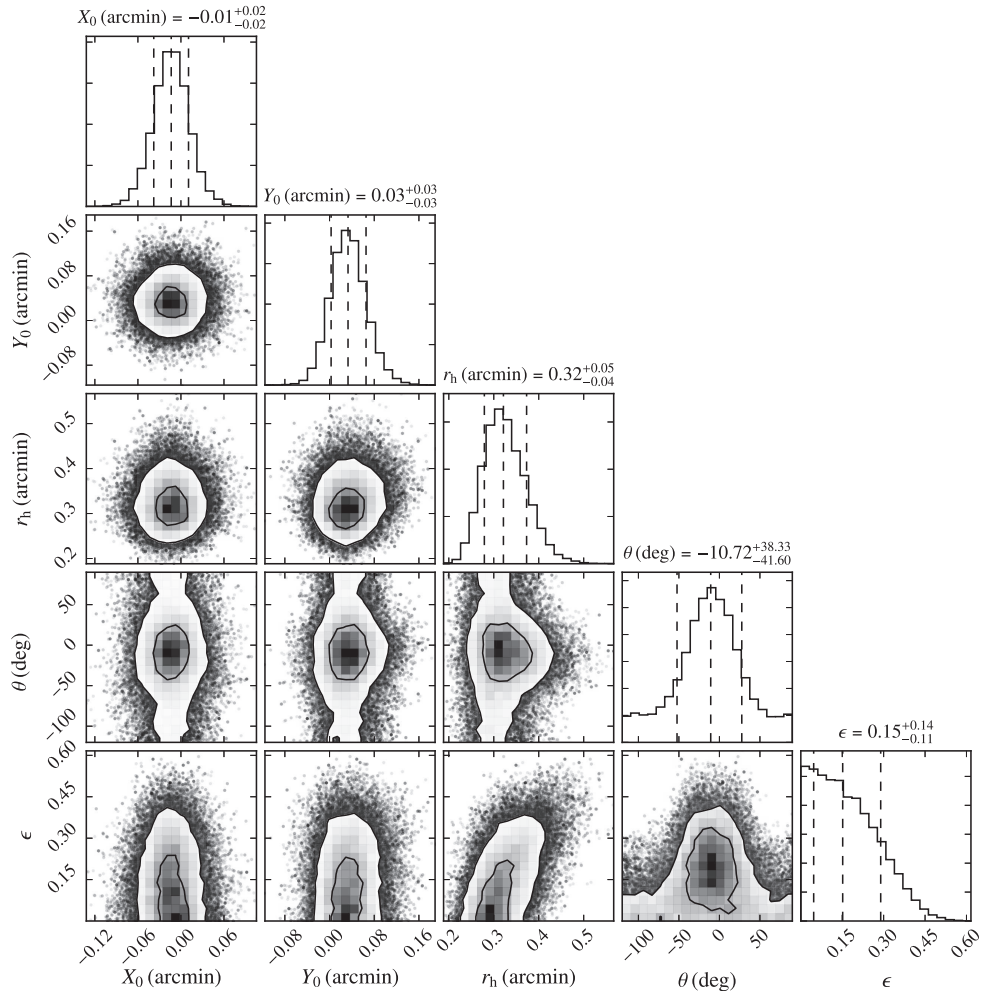 X₀ (arcmin) = −0.01⁺⁰·⁰²₋₀.₀₂
Y₀ (arcmin) = 0.03⁺⁰·⁰³₋₀.₀₃
0.16
0.08
0.00
−0.08
Y₀ (arcmin)
r_h (arcmin) = 0.32⁺⁰·⁰⁵₋₀.₀₄
0.5
0.4
0.3
0.2
r_h (arcmin)
θ (deg) = −10.72⁺³⁸·³³₋₄₁.₆₀
50
0
−50
−100
θ (deg)
ϵ = 0.15⁺⁰·¹⁴₋₀.₁₁
0.60
0.45
0.30
0.15
ϵ
−0.12 −0.06 0.00 0.06
−0.08 0.00 0.08 0.16
0.2 0.3 0.4 0.5
−100 −50 0 50
0.15 0.30 0.45 0.60
X₀ (arcmin) Y₀ (arcmin) r_h (arcmin) θ (deg) ϵ